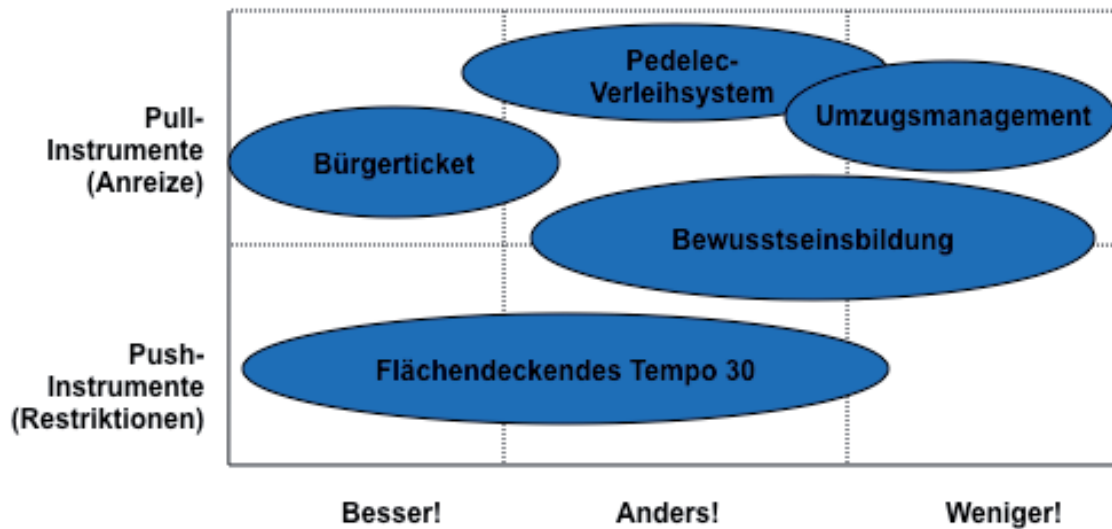 Pull-
Instrumente
(Anreize)
Pedelec-
Verleihsystem
Umzugsmanagement
Bürgerticket
Bewusstseinsbildung
Push-
Instrumente
(Restriktionen)
Flächendeckendes Tempo 30
Besser!
Anders!
Weniger!